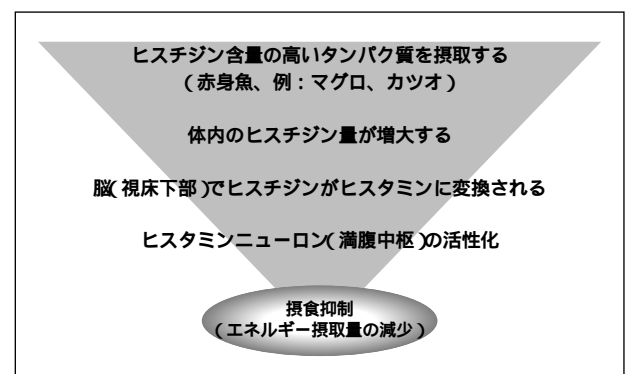 ヒスチジン含量の高いタンパク質を摂取する
(赤身魚、例:マグロ、カツオ)
体内のヒスチジン量が増大する
脳(視床下部)でヒスチジンがヒスタミンに変換される
ヒスタミンニューロン(満腹中枢)の活性化
摂食抑制
(エネルギー摂取量の減少)